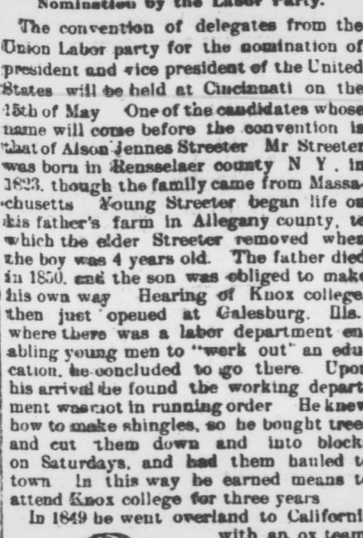 Nomination by the Labor Party.
The convention of delegates from the
Union Labor party for the nomination of
president and vice president of the United
States will be held at Cincinnati on the
15th of May One of the candidates whose
name will come before the convention is
that of Alson Jennes Streeter Mr Streeter
was born in Rensselaer county N Y. in
1823. though the family came from Massa
chusetts Young Streeter began life on
his father's farm in Allegany county, to
which the elder Streeter removed when
the boy was 4 years old. The father died
in 1850. and the son was obliged to make
his own way Hearing of Knox college
then just opened at Galesburg. Ills.
where there was a labor department en
abling young men to "work out" an edu
cation. he concluded to go there. Upon
his arrival he found the working depart
ment was not in running order He knew
how to make shingles, so he bought tree
and cut them down and into block
on Saturdays. and had them hauled t
town In this way he earned means t
attend Knox college for three years
In 1849 he went overland to Californi
with an ox team